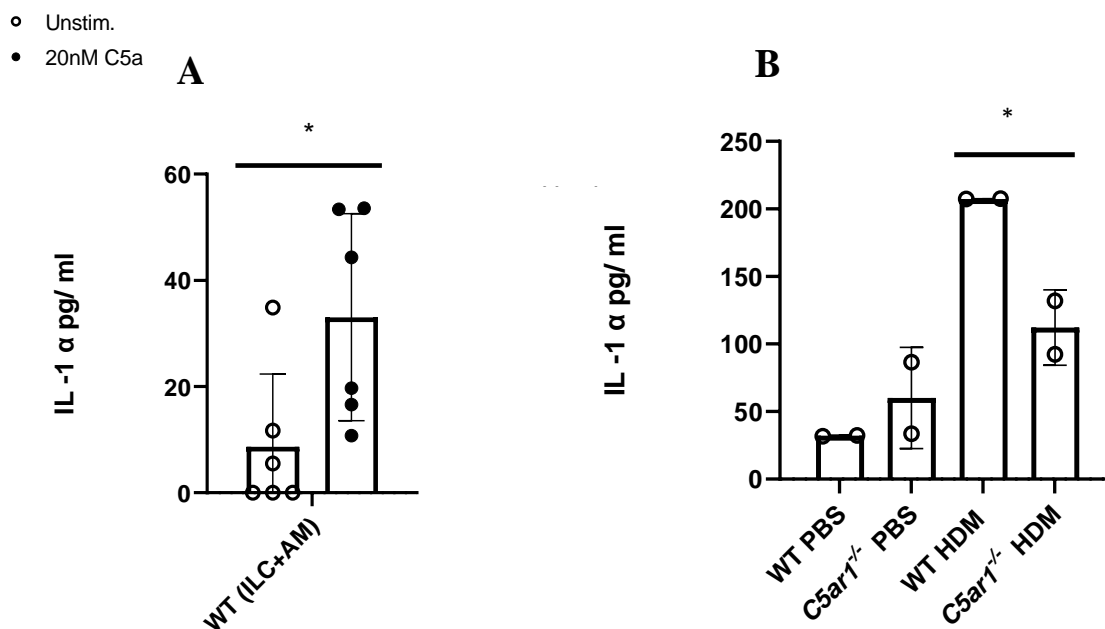 Unstim.
20nM C5a
A
*
60
40
20
0
IL -1 α pg/ ml
WT (ILC+AM)
B
*
250
200
150
100
50
0
IL -1 α pg/ ml
WT PBS
C5ar1-/- PBS
WT HDM
C5ar1-/- HDM